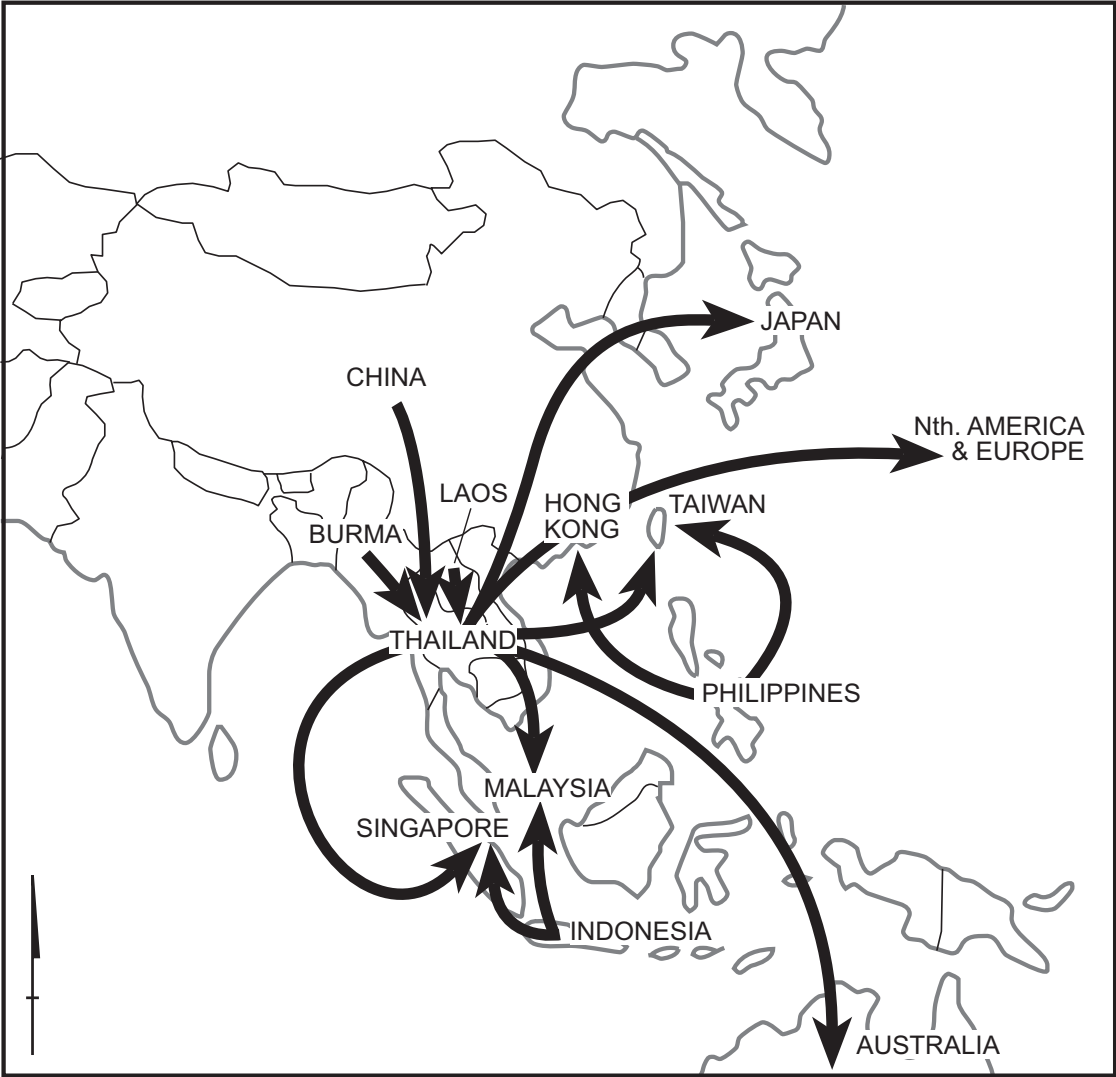 JAPAN
CHINA
Nth. AMERICA
& EUROPE
LAOS
HONG
KONG
TAIWAN
BURMA
THAILAND
PHILIPPINES
MALAYSIA
SINGAPORE
INDONESIA
AUSTRALIA